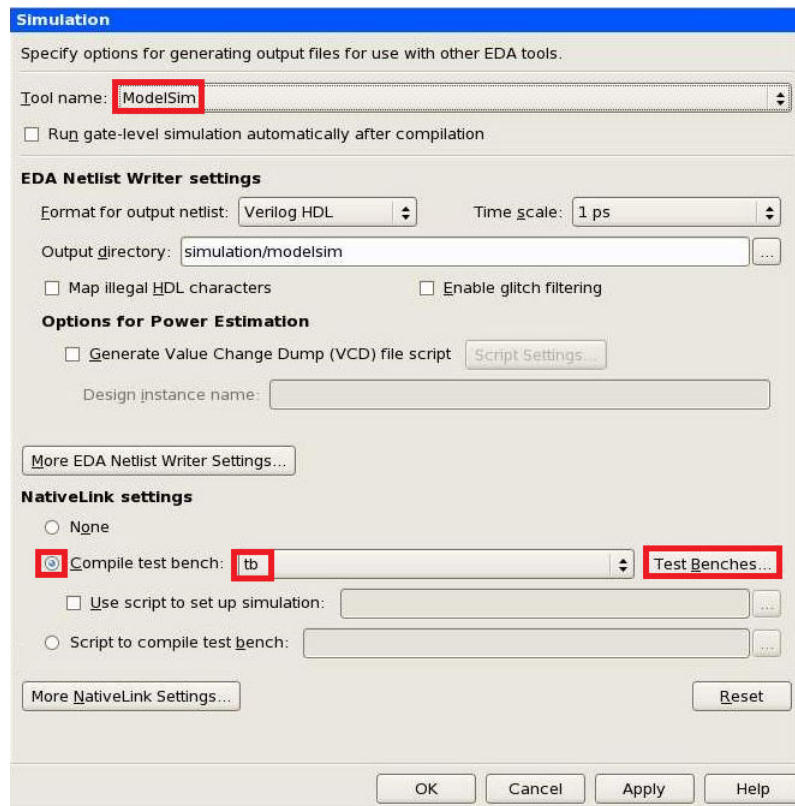 Simulation
Specify options for generating output files for use with other EDA tools.
Tool name: ModelSim
Run gate-level simulation automatically after compilation
EDA Netlist Writer settings
Format for output netlist: Verilog HDL Time scale: 1 ps
Output directory: simulation/modelsim ...
Map illegal HDL characters Enable glitch filtering
Options for Power Estimation
Generate Value Change Dump (VCD) file script Script Settings...
Design instance name:
More EDA Netlist Writer Settings...
NativeLink settings
None
Compile test bench: tb Test Benches...
Use script to set up simulation: ...
Script to compile test bench: ...
More NativeLink Settings... Reset
OK Cancel Apply Help